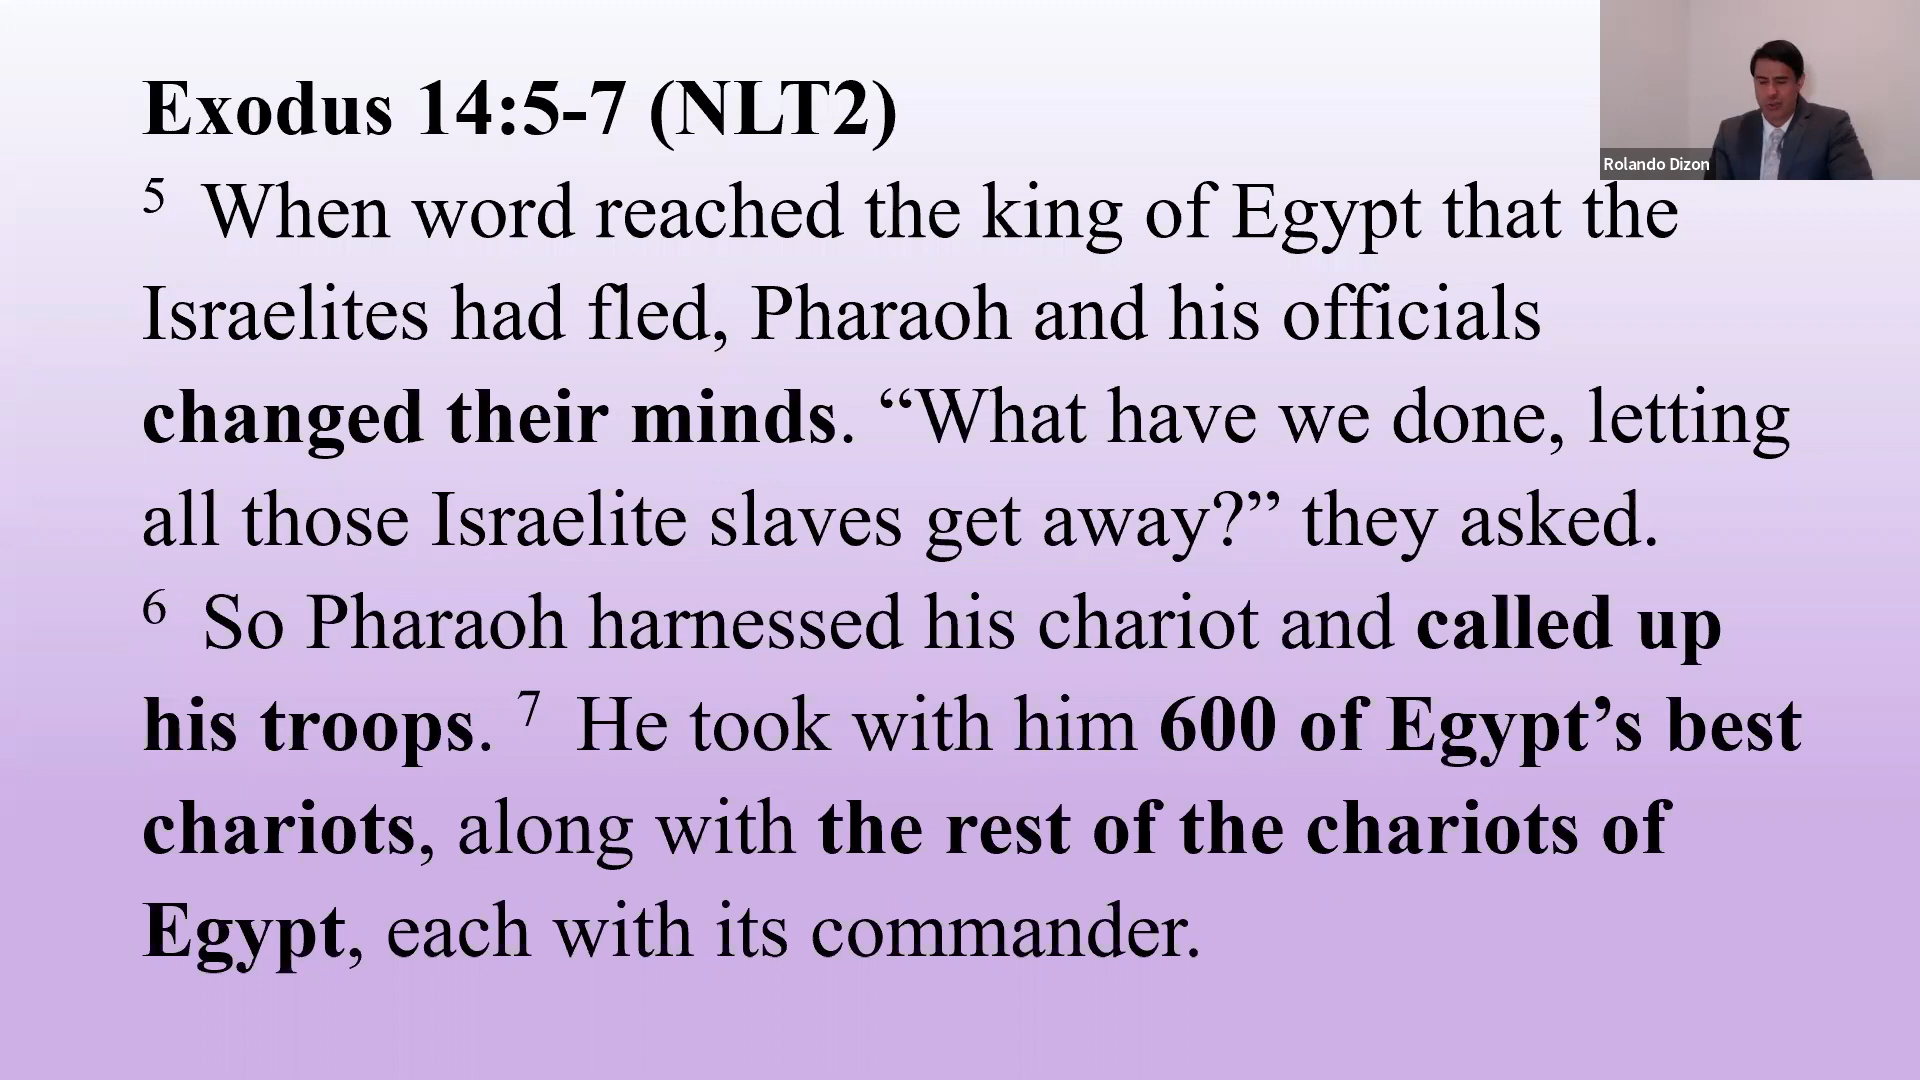 Exodus 14:5-7 (NLT2)
Rolando Dizon
5 When word reached the king of Egypt that the
Israelites had fled, Pharaoh and his officials
changed their minds. “What have we done, letting
all those Israelite slaves get away?” they asked.
6 So Pharaoh harnessed his chariot and called up
his troops. 7 He took with him 600 of Egypt’s best
chariots, along with the rest of the chariots of
Egypt, each with its commander.